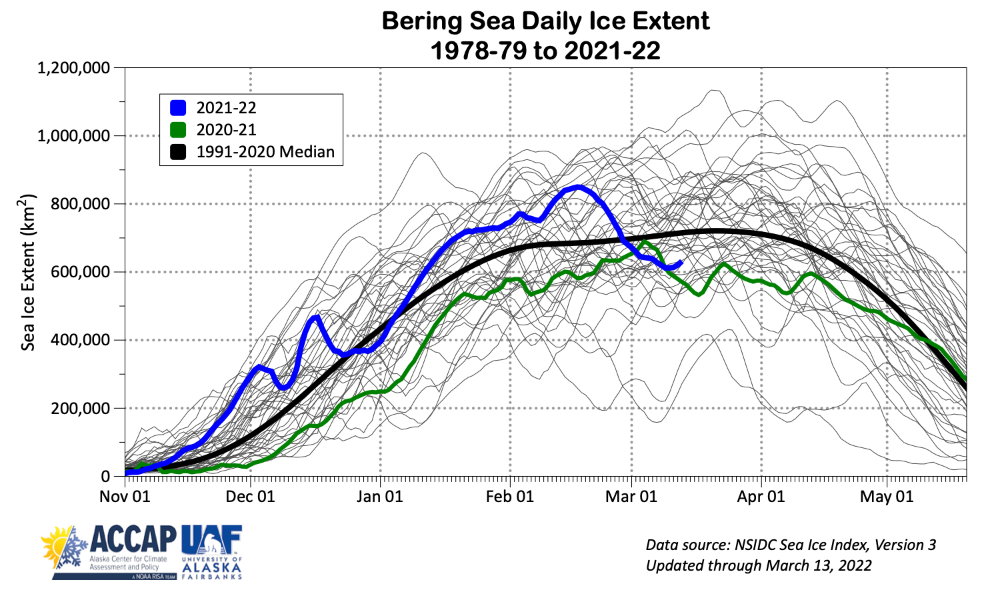 Bering Sea Daily Ice Extent
1978-79 to 2021-22
1,200,000
1,000,000
800,000
600,000
400,000
200,000
0
Sea Ice Extent (km²)
2021-22
2020-21
1991-2020 Median
Nov 01
Dec 01
Jan 01
Feb 01
Mar 01
Apr 01
May 01
ACCAP
Alaska Center for Climate
Assessment and Policy
A NOAA RISA TEAM
UAF
UNIVERSITY OF
ALASKA
FAIRBANKS
Data source: NSIDC Sea Ice Index, Version 3
Updated through March 13, 2022